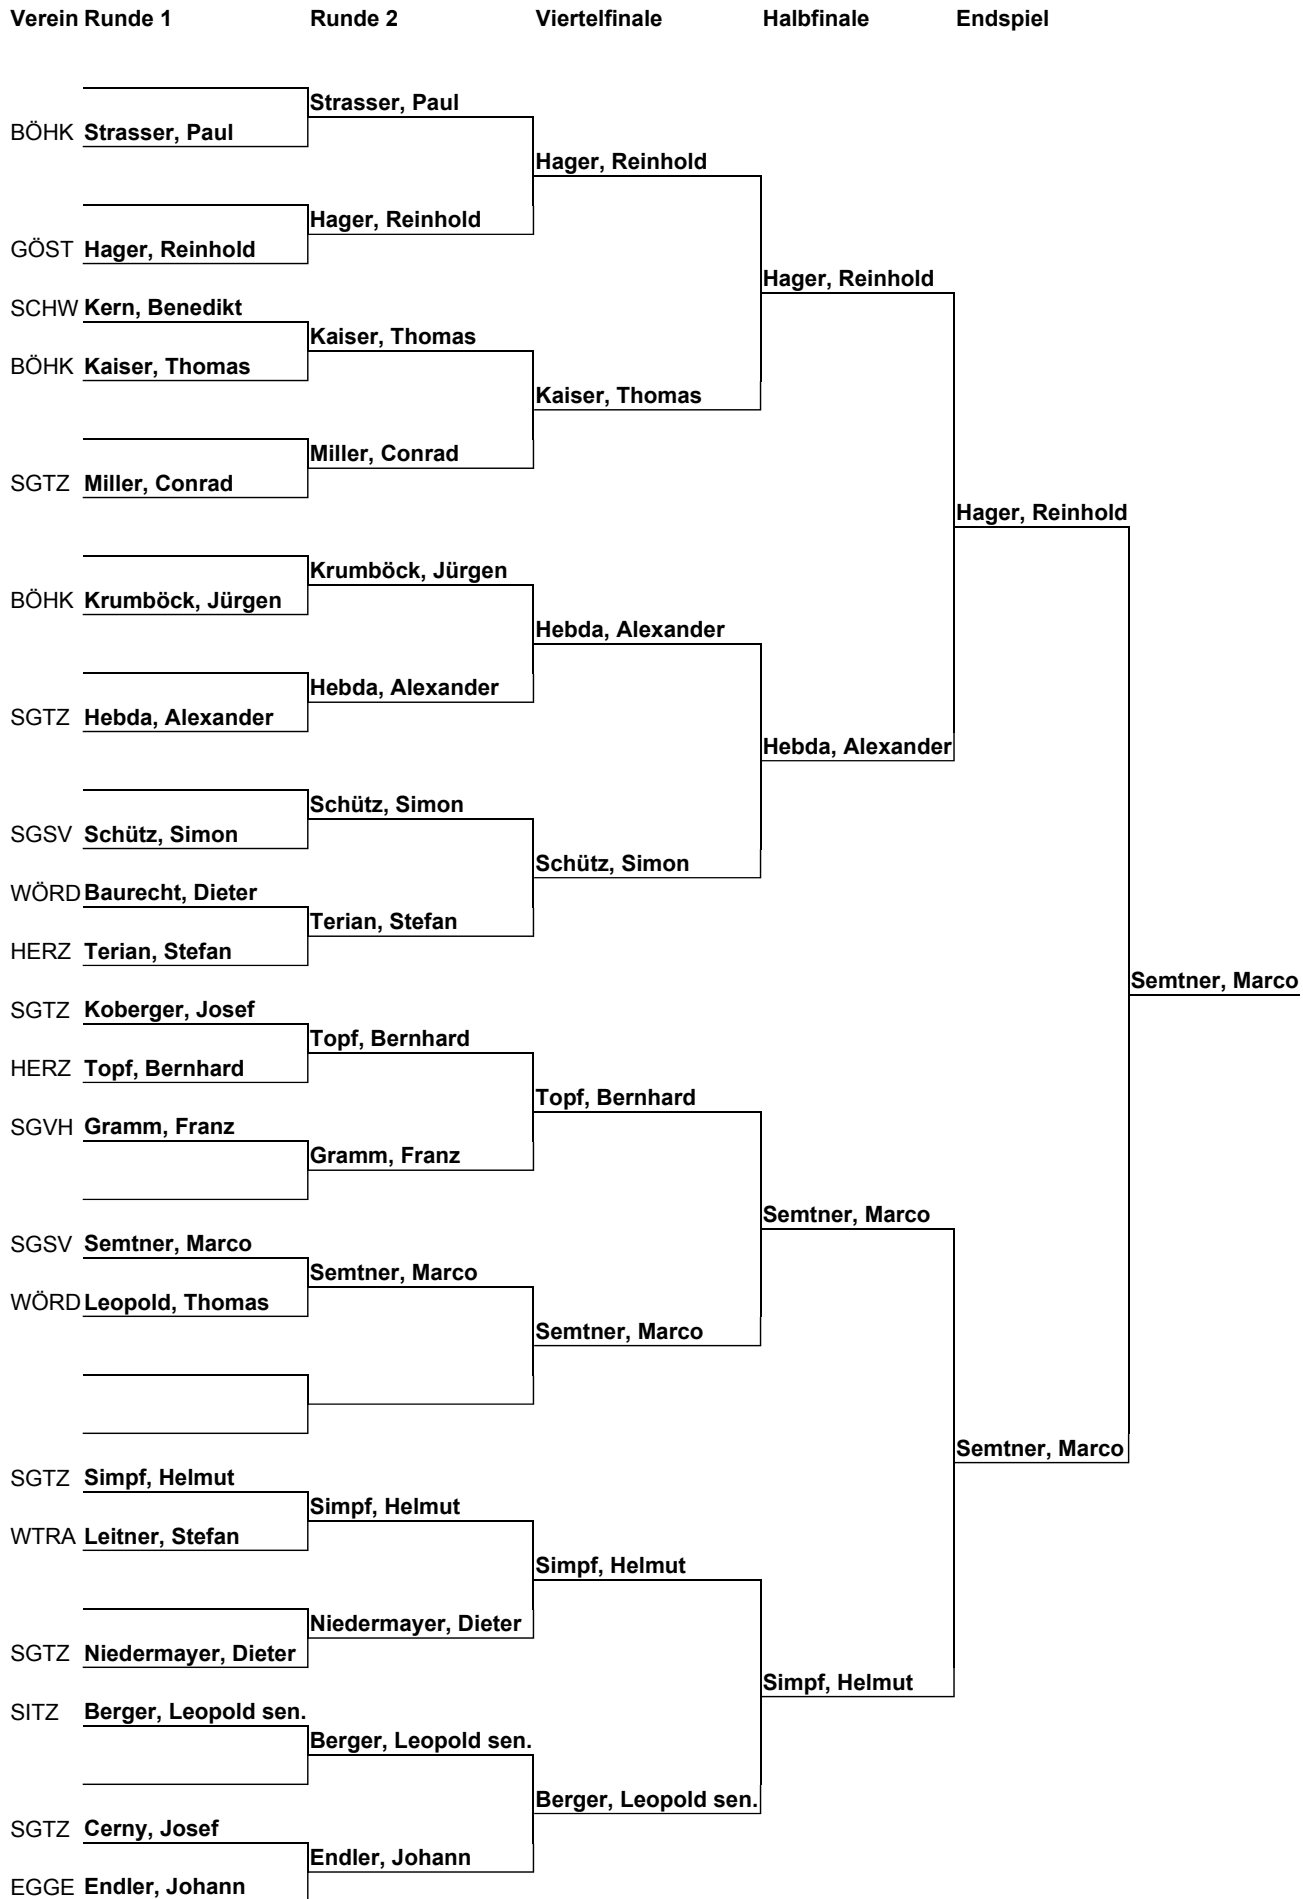 Verein Runde 1 Runde 2 Viertelfinale Halbfinale Endspiel
Strasser, Paul
BÖHK Strasser, Paul
Hager, Reinhold
Hager, Reinhold
GÖST Hager, Reinhold
Hager, Reinhold
SCHW Kern, Benedikt
Kaiser, Thomas
BÖHK Kaiser, Thomas
Kaiser, Thomas
Miller, Conrad
SGTZ Miller, Conrad
Hager, Reinhold
Krumböck, Jürgen
BÖHK Krumböck, Jürgen
Hebda, Alexander
Hebda, Alexander
SGTZ Hebda, Alexander
Hebda, Alexander
Schütz, Simon
SGSV Schütz, Simon
Schütz, Simon
WÖRD Baurecht, Dieter
Terian, Stefan
HERZ Terian, Stefan
Semtner, Marco
SGTZ Koberger, Josef
Topf, Bernhard
HERZ Topf, Bernhard
Topf, Bernhard
SGVH Gramm, Franz
Gramm, Franz
Semtner, Marco
SGSV Semtner, Marco
Semtner, Marco
WÖRD Leopold, Thomas
Semtner, Marco
Semtner, Marco
SGTZ Simpf, Helmut
Simpf, Helmut
WTRA Leitner, Stefan
Simpf, Helmut
Niedermayer, Dieter
SGTZ Niedermayer, Dieter
Simpf, Helmut
SITZ Berger, Leopold sen.
Berger, Leopold sen.
Berger, Leopold sen.
SGTZ Cerny, Josef
Endler, Johann
EGGE Endler, Johann